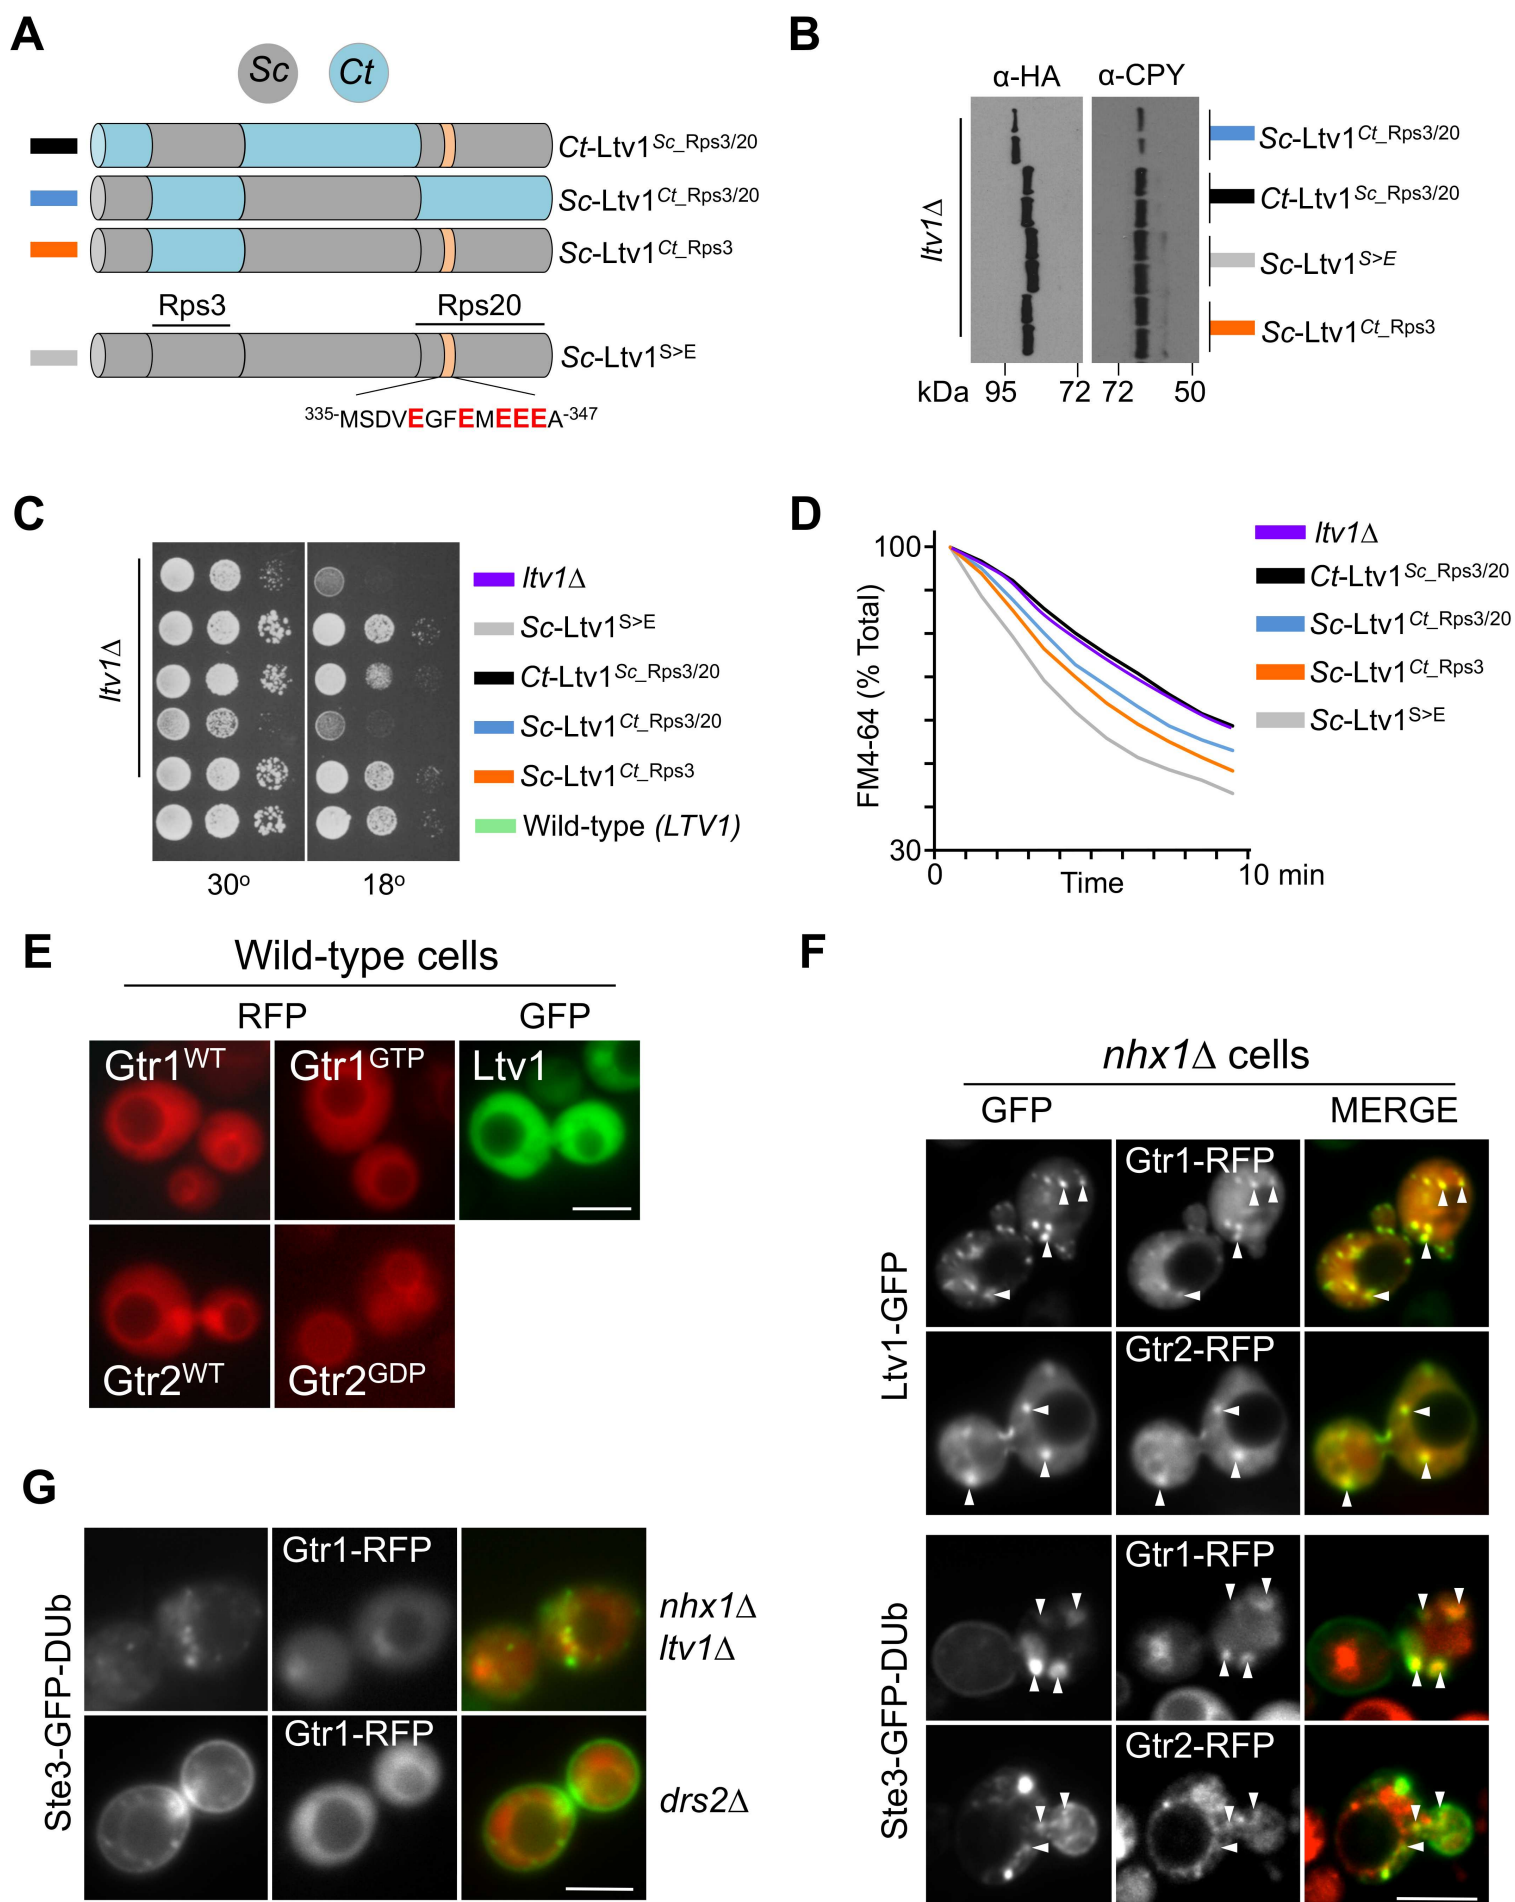 A
Sc Ct
Ct-Ltv1Sc_Rps3/20
Sc-Ltv1Ct_Rps3/20
Sc-Ltv1Ct_Rps3
Rps3 Rps20
Sc-Ltv1S>E
335-MSDVEGFEMEEEA-347
B
α-HA α-CPY
ltv1Δ
Sc-Ltv1Ct_Rps3/20
Ct-Ltv1Sc_Rps3/20
Sc-Ltv1S>E
Sc-Ltv1Ct_Rps3
kDa 95 72 72 50
C
ltv1Δ
ltv1Δ
Sc-Ltv1S>E
Ct-Ltv1Sc_Rps3/20
Sc-Ltv1Ct_Rps3/20
Sc-Ltv1Ct_Rps3
Wild-type (LTV1)
30o 18o
D
FM4-64 (% Total)
100
30
0 Time 10 min
ltv1Δ
Ct-Ltv1Sc_Rps3/20
Sc-Ltv1Ct_Rps3/20
Sc-Ltv1Ct_Rps3
Sc-Ltv1S>E
E
Wild-type cells
RFP GFP
Gtr1WT Gtr1GTP Ltv1
Gtr2WT Gtr2GDP
F
nhx1Δ cells
GFP MERGE
Ltv1-GFP
Gtr1-RFP
Gtr2-RFP
Ste3-GFP-DUb
Gtr1-RFP
Gtr2-RFP
G
Ste3-GFP-DUb
Gtr1-RFP
nhx1Δ
ltv1Δ
Gtr1-RFP
drs2Δ